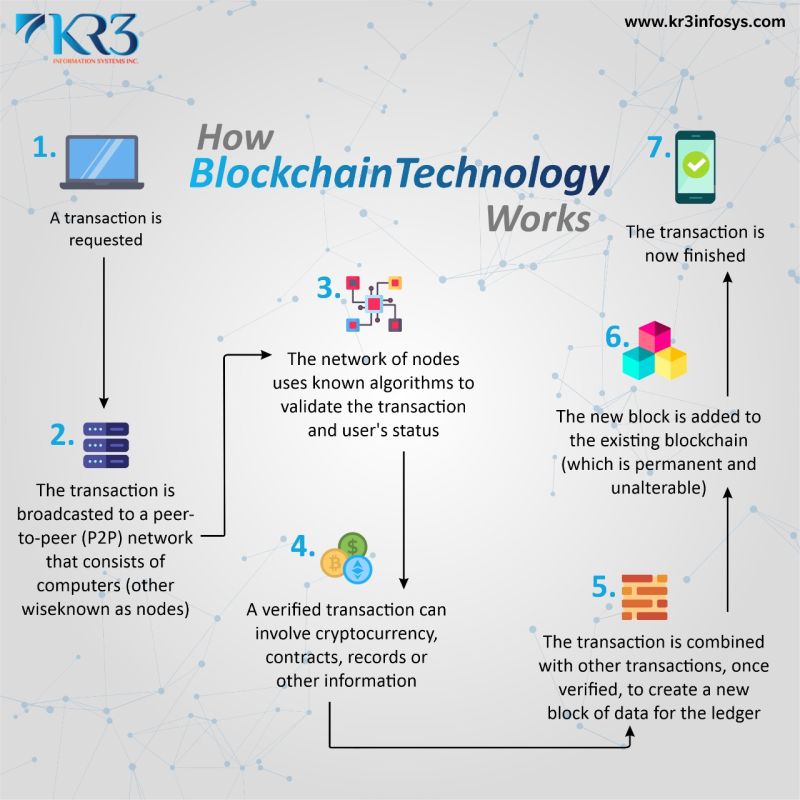 KR3
INFORMATION SYSTEMS INC.
www.kr3infosys.com
How
BlockchainTechnology
Works
1.
A transaction is
requested
2.
The transaction is
broadcasted to a peer-
to-peer (P2P) network
that consists of
computers (other
wiseknown as nodes)
3.
The network of nodes
uses known algorithms to
validate the transaction
and user's status
4.
$
₿
A verified transaction can
involve cryptocurrency,
contracts, records or
other information
5.
The transaction is combined
with other transactions, once
verified, to create a new
block of data for the ledger
6.
The new block is added to
the existing blockchain
(which is permanent and
unalterable)
7.
The transaction is
now finished